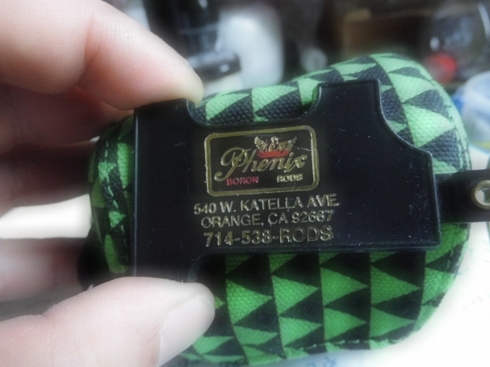 Phenix
BORON RODS
540 W. KATELLA AVE.
ORANGE, CA 92667
714-538-RODS